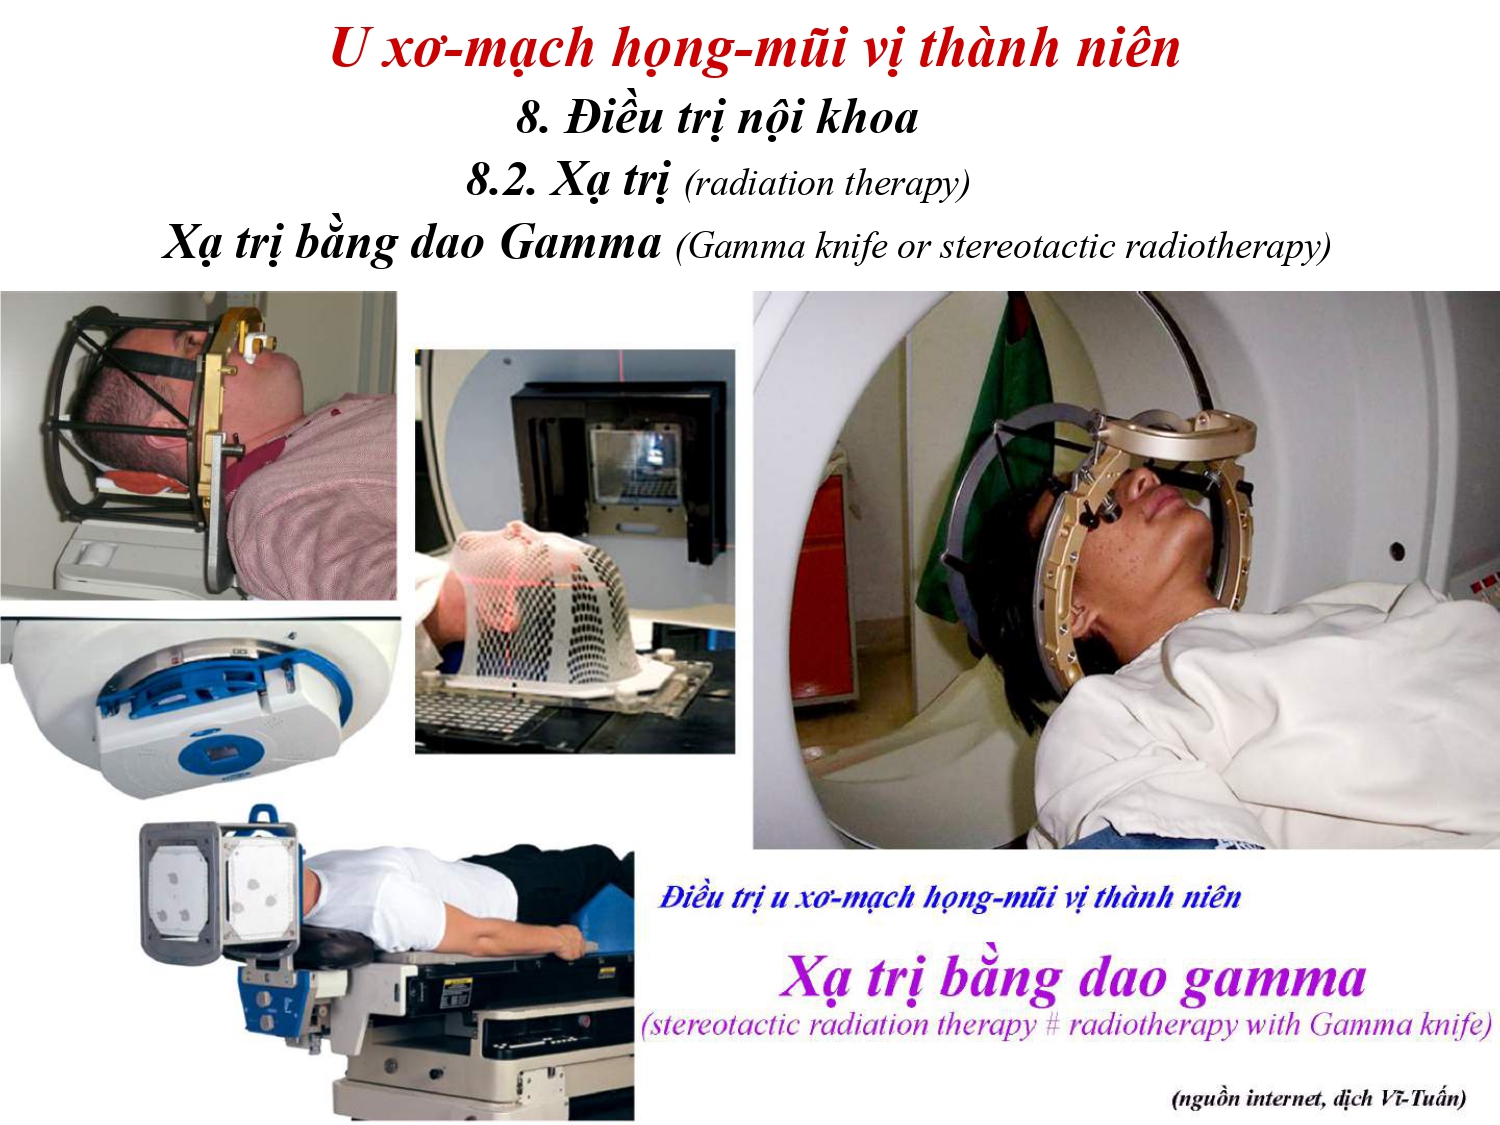 U xơ-mạch họng-mũi vị thành niên
8. Điều trị nội khoa
8.2. Xạ trị (radiation therapy)
Xạ trị bằng dao Gamma (Gamma knife or stereotactic radiotherapy)
Điều trị u xơ-mạch họng-mũi vị thành niên
Xạ trị bằng dao gamma
(stereotactic radiation therapy # radiotherapy with Gamma knife)
(nguồn internet, dịch Vĩ-Tuấn)